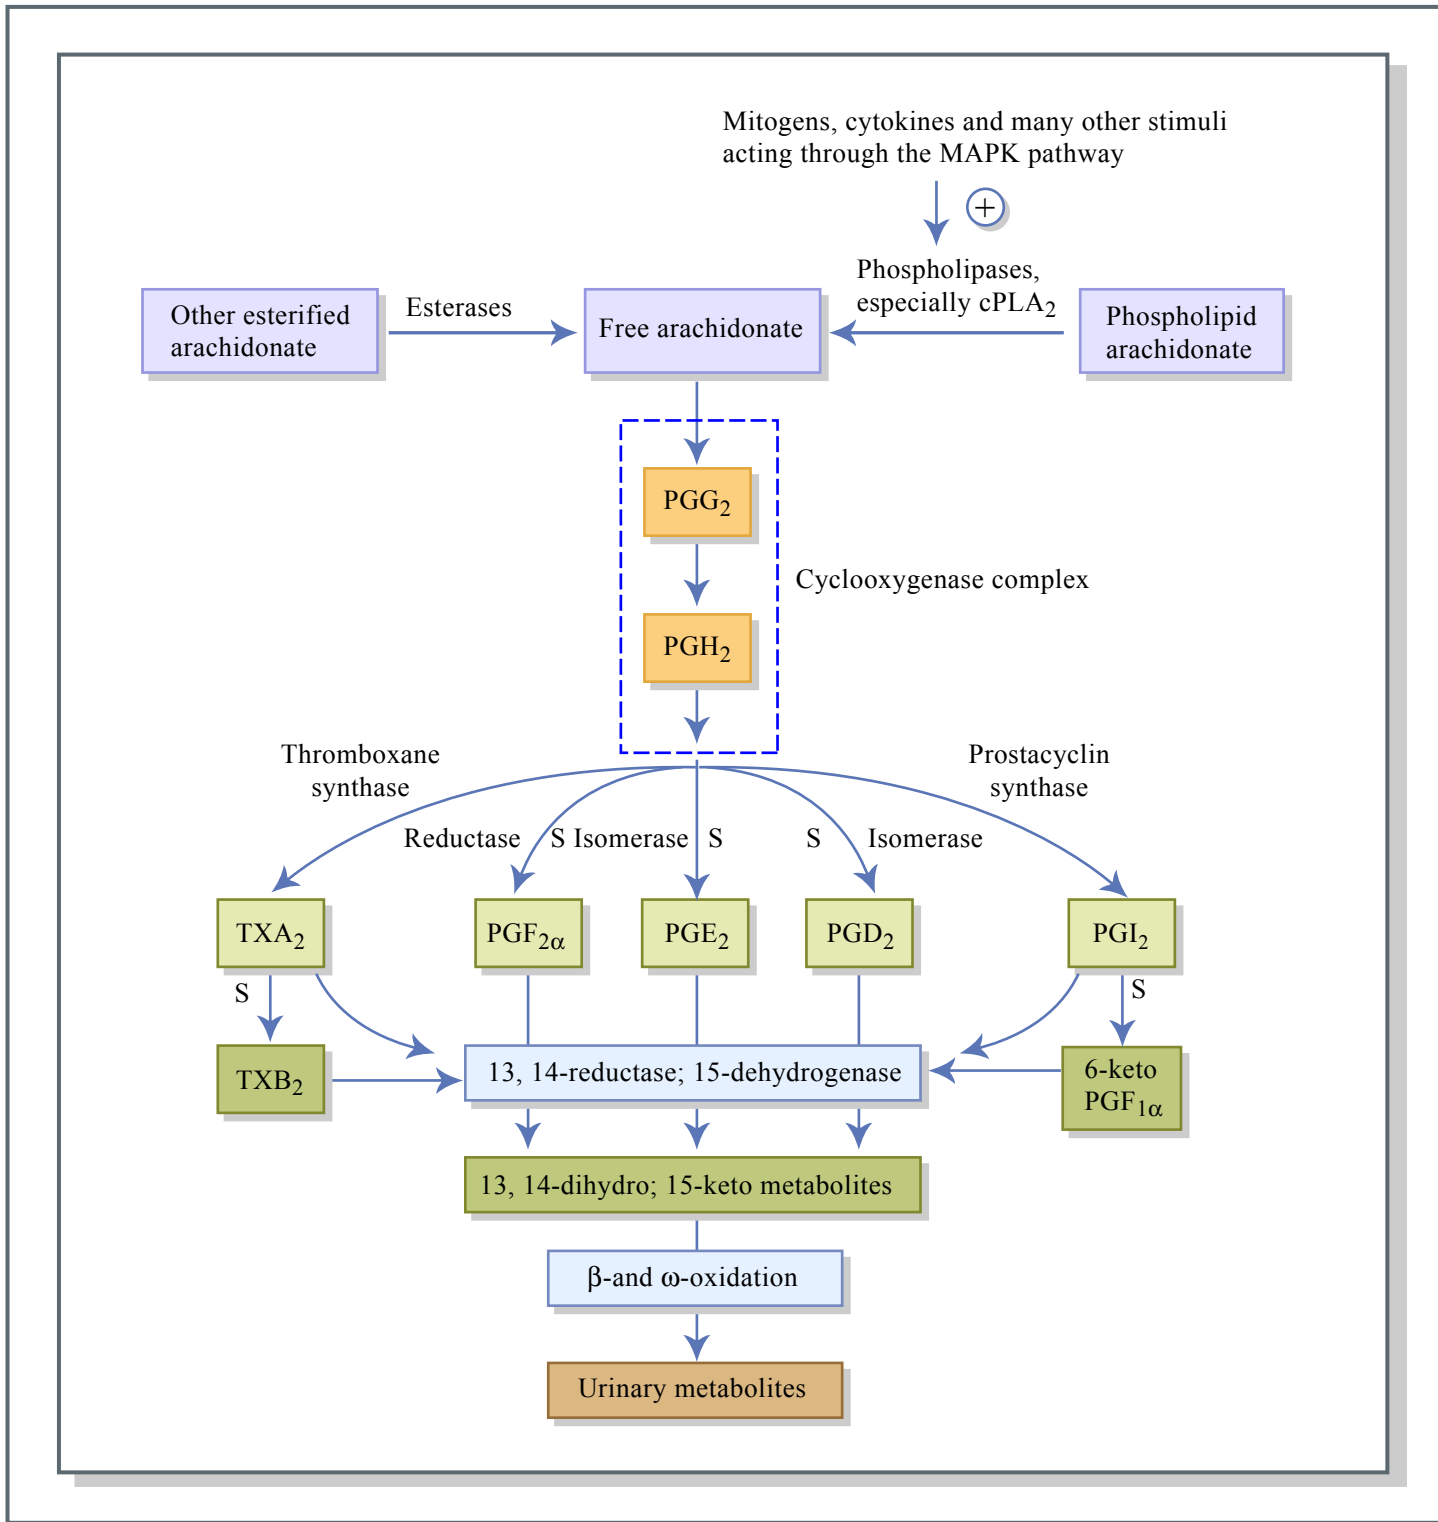 Mitogens, cytokines and many other stimuli
acting through the MAPK pathway
+
Phospholipases,
especially cPLA2
Other esterified
arachidonate
Esterases
Free arachidonate
Phospholipid
arachidonate
PGG2
Cyclooxygenase complex
PGH2
Thromboxane
synthase
Prostacyclin
synthase
Reductase
S
Isomerase
S
S
Isomerase
TXA2
PGF2α
PGE2
PGD2
PGI2
S
S
TXB2
13, 14-reductase; 15-dehydrogenase
6-keto
PGF1α
13, 14-dihydro; 15-keto metabolites
β-and ω-oxidation
Urinary metabolites